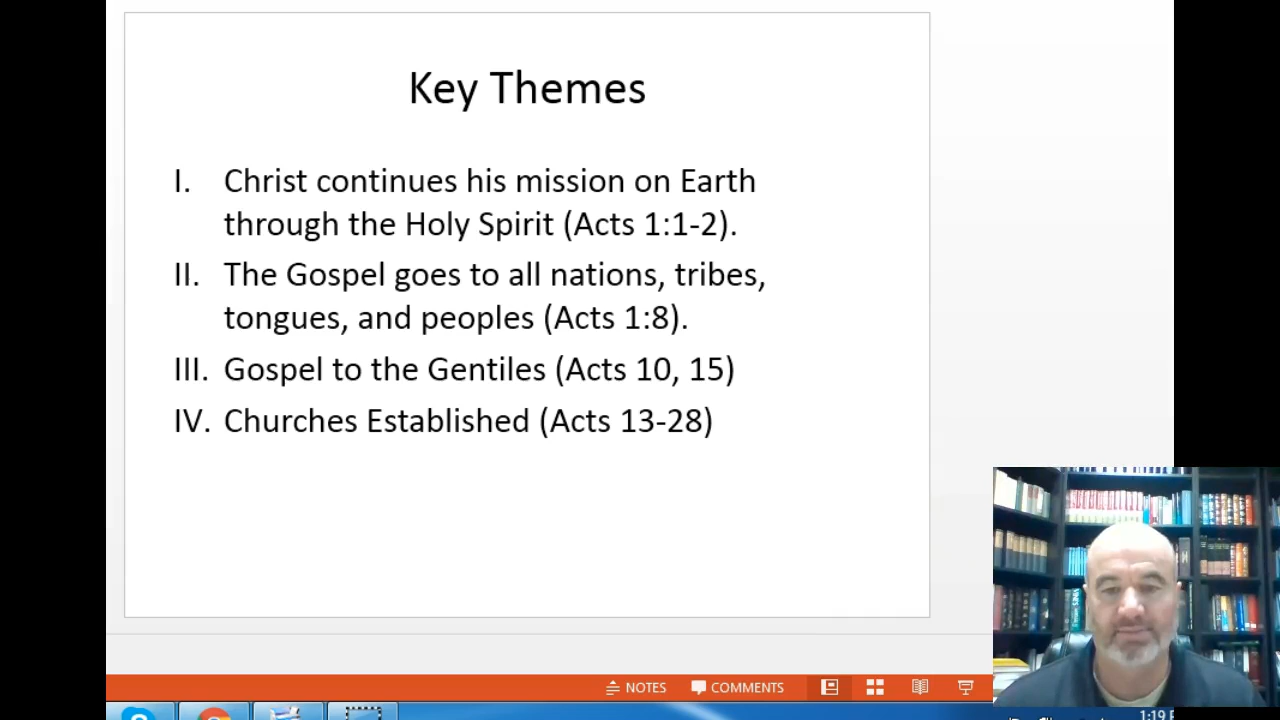 Key Themes
I. Christ continues his mission on Earth
through the Holy Spirit (Acts 1:1-2).
II. The Gospel goes to all nations, tribes,
tongues, and peoples (Acts 1:8).
III. Gospel to the Gentiles (Acts 10, 15)
IV. Churches Established (Acts 13-28)
NOTES COMMENTS
1:19 P